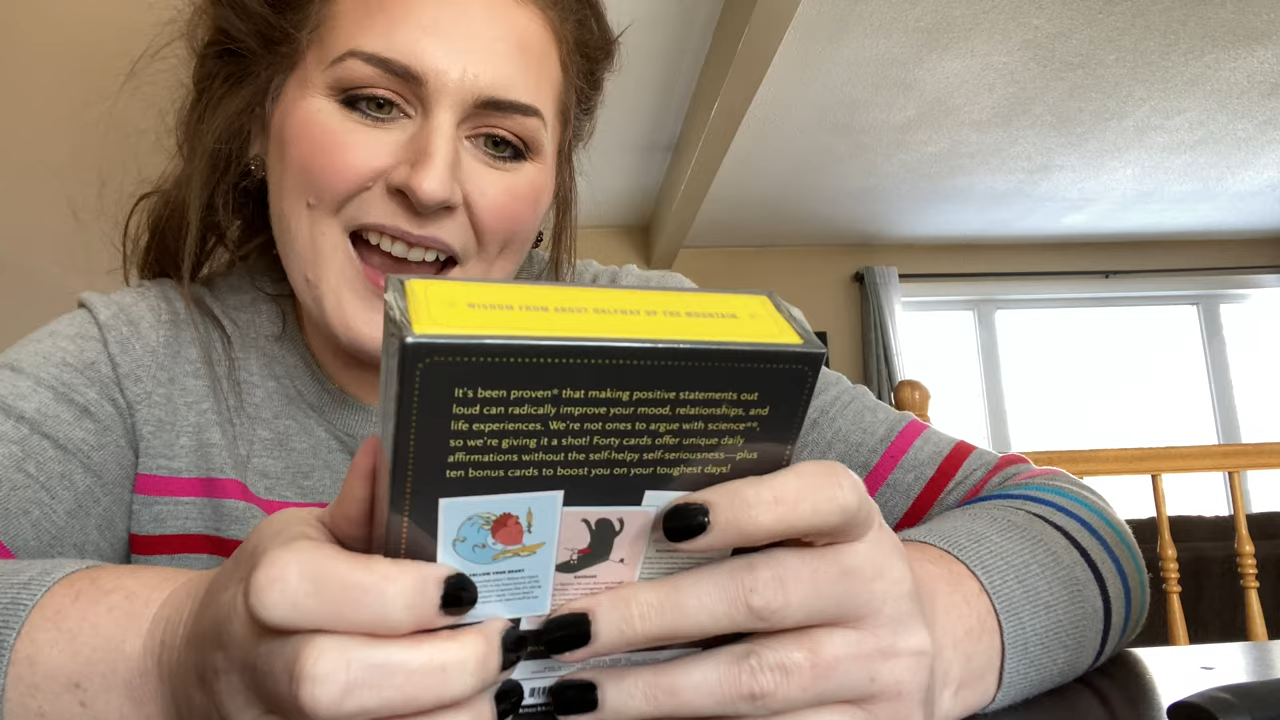 WISDOM FROM ABOUT HALFWAY UP THE MOUNTAIN
It's been proven* that making positive statements out
loud can radically improve your mood, relationships, and
life experiences. We're not ones to argue with science**,
so we're giving it a shot! Forty cards offer unique daily
affirmations without the self-helpy self-seriousness—plus
ten bonus cards to boost you on your toughest days!
FOLLOW YOUR HEART